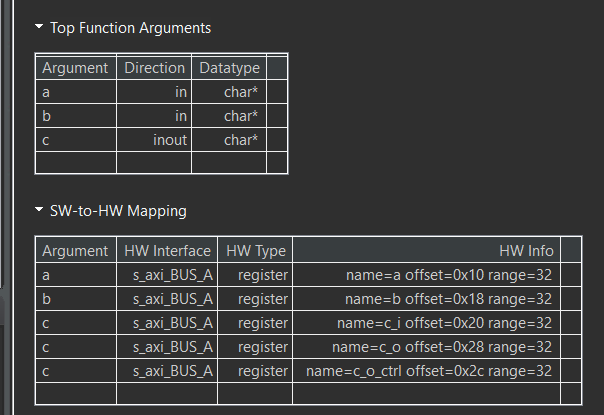 Top Function Arguments
Argument Direction Datatype
a in char*
b in char*
c inout char*
SW-to-HW Mapping
Argument HW Interface HW Type HW Info
a s_axi_BUS_A register name=a offset=0x10 range=32
b s_axi_BUS_A register name=b offset=0x18 range=32
c s_axi_BUS_A register name=c_i offset=0x20 range=32
c s_axi_BUS_A register name=c_o offset=0x28 range=32
c s_axi_BUS_A register name=c_o_ctrl offset=0x2c range=32